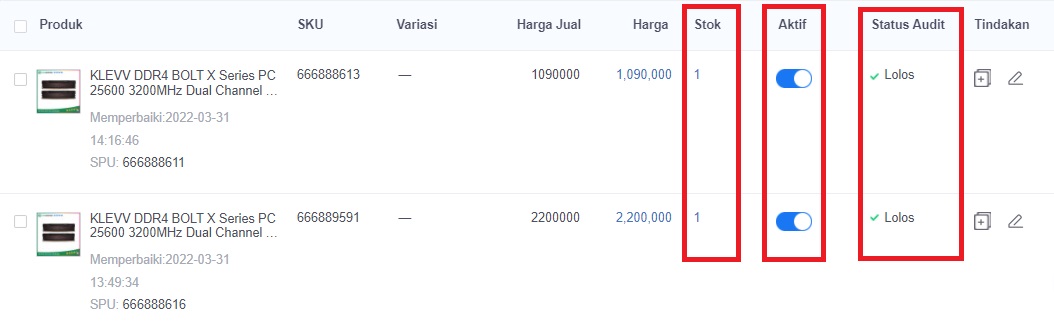 Produk SKU Variasi Harga Jual Harga Stok Aktif Status Audit Tindakan
KLEVV DDR4 BOLT X Series PC 666888613 — 1090000 1,090,000 1 Lolos
25600 3200MHz Dual Channel ...
Memperbaiki:2022-03-31
14:16:46
SPU: 666888611
KLEVV DDR4 BOLT X Series PC 666889591 — 2200000 2,200,000 1 Lolos
25600 3200MHz Dual Channel ...
Memperbaiki:2022-03-31
13:49:34
SPU: 666888616